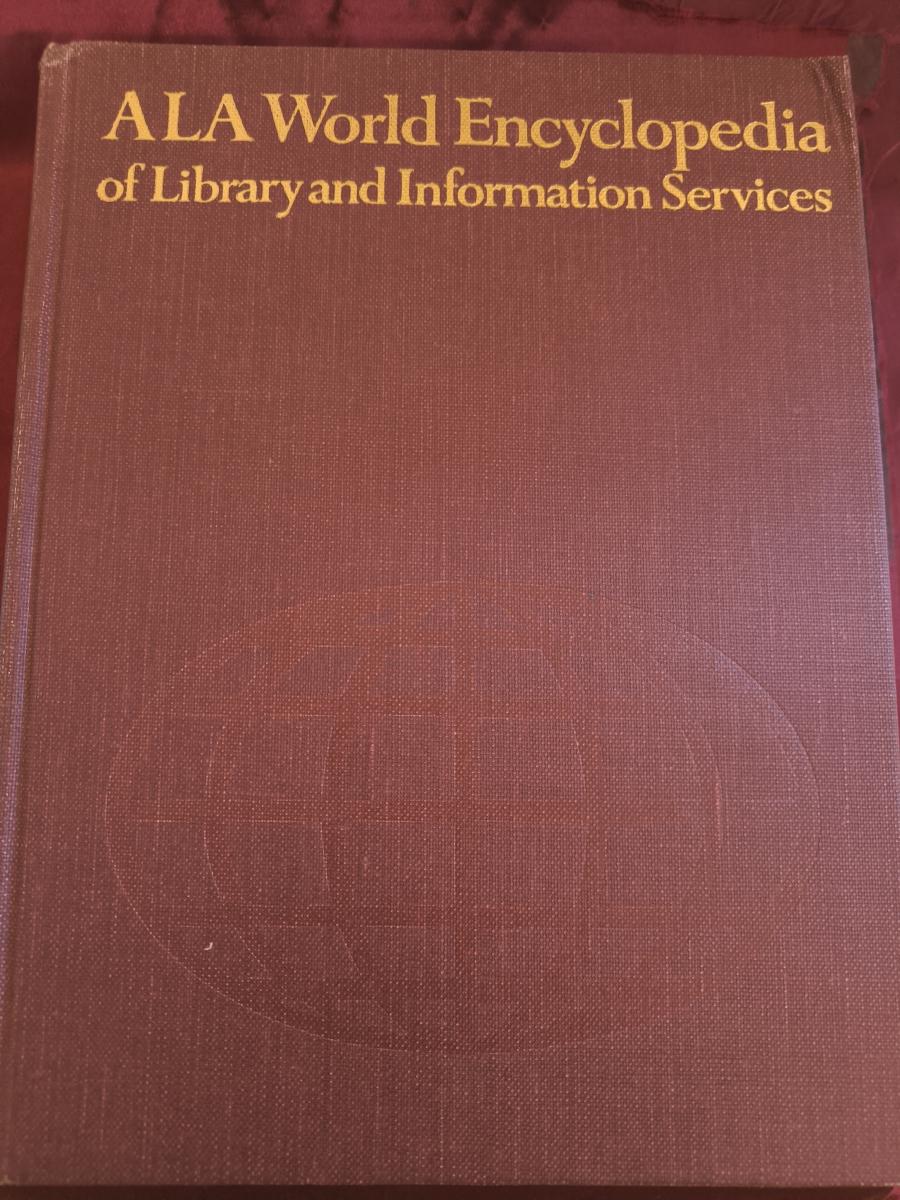 ALA World Encyclopedia
of Library and Information Services